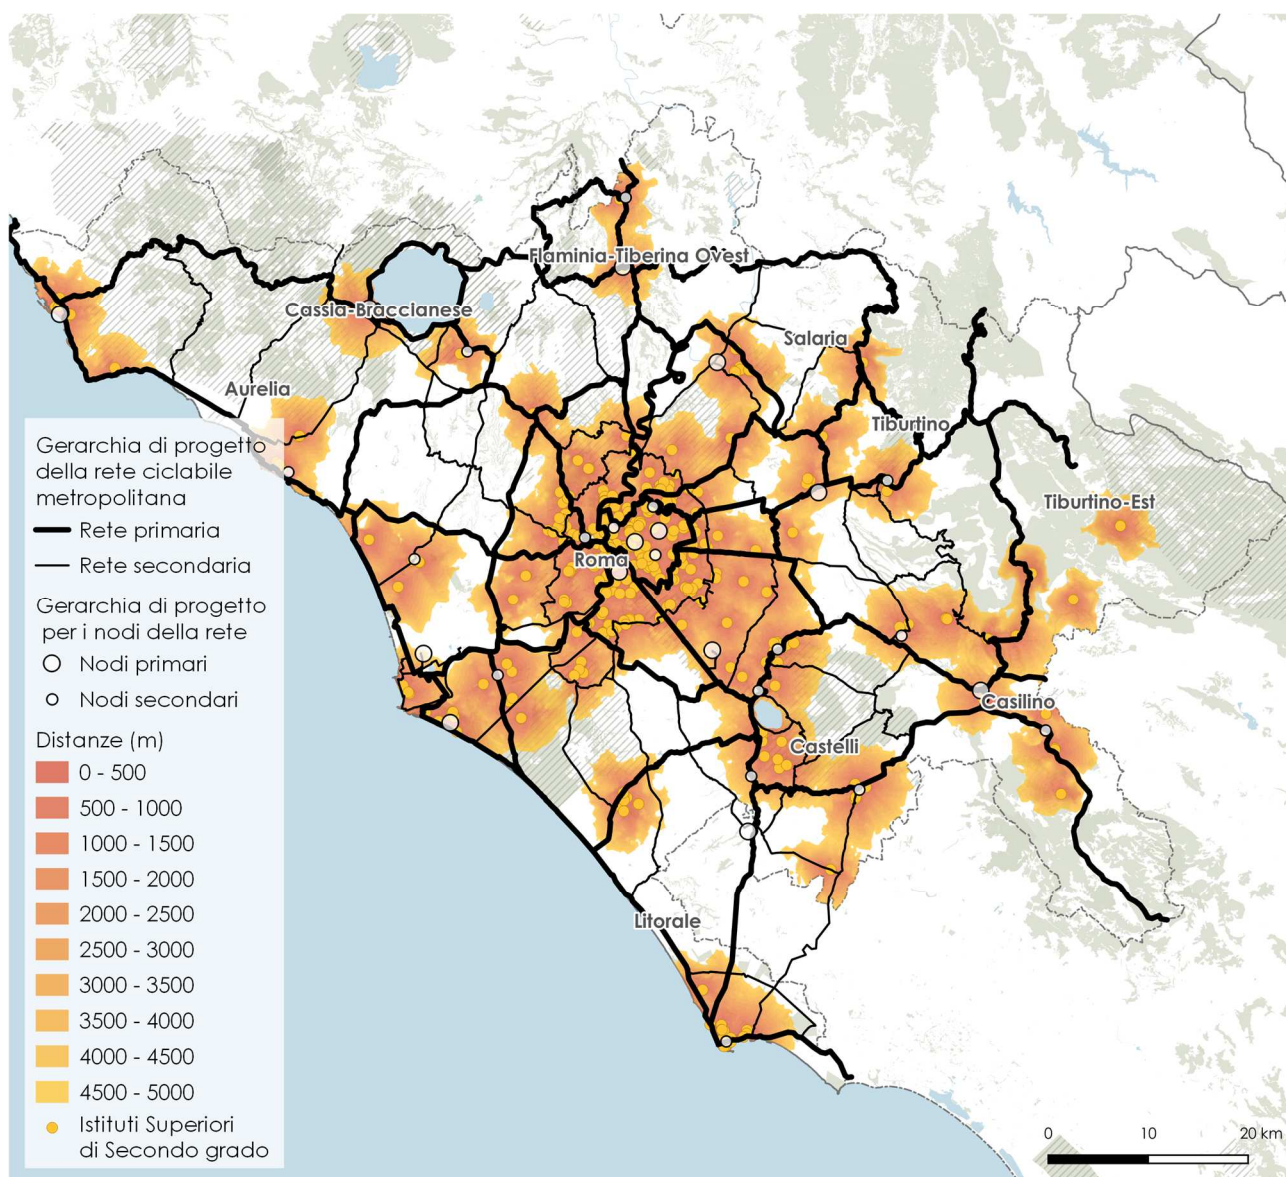 Flaminia-Tiberina Ovest
Cassia-Braccianese
Salaria
Aurelia
Tiburtino
Tiburtino-Est
Roma
Casilino
Castelli
Litorale
Gerarchia di progetto
della rete ciclabile
metropolitana
Rete primaria
Rete secondaria
Gerarchia di progetto
per i nodi della rete
Nodi primari
Nodi secondari
Distanze (m)
0 - 500
500 - 1000
1000 - 1500
1500 - 2000
2000 - 2500
2500 - 3000
3000 - 3500
3500 - 4000
4000 - 4500
4500 - 5000
Istituti Superiori
di Secondo grado
0 10 20 km